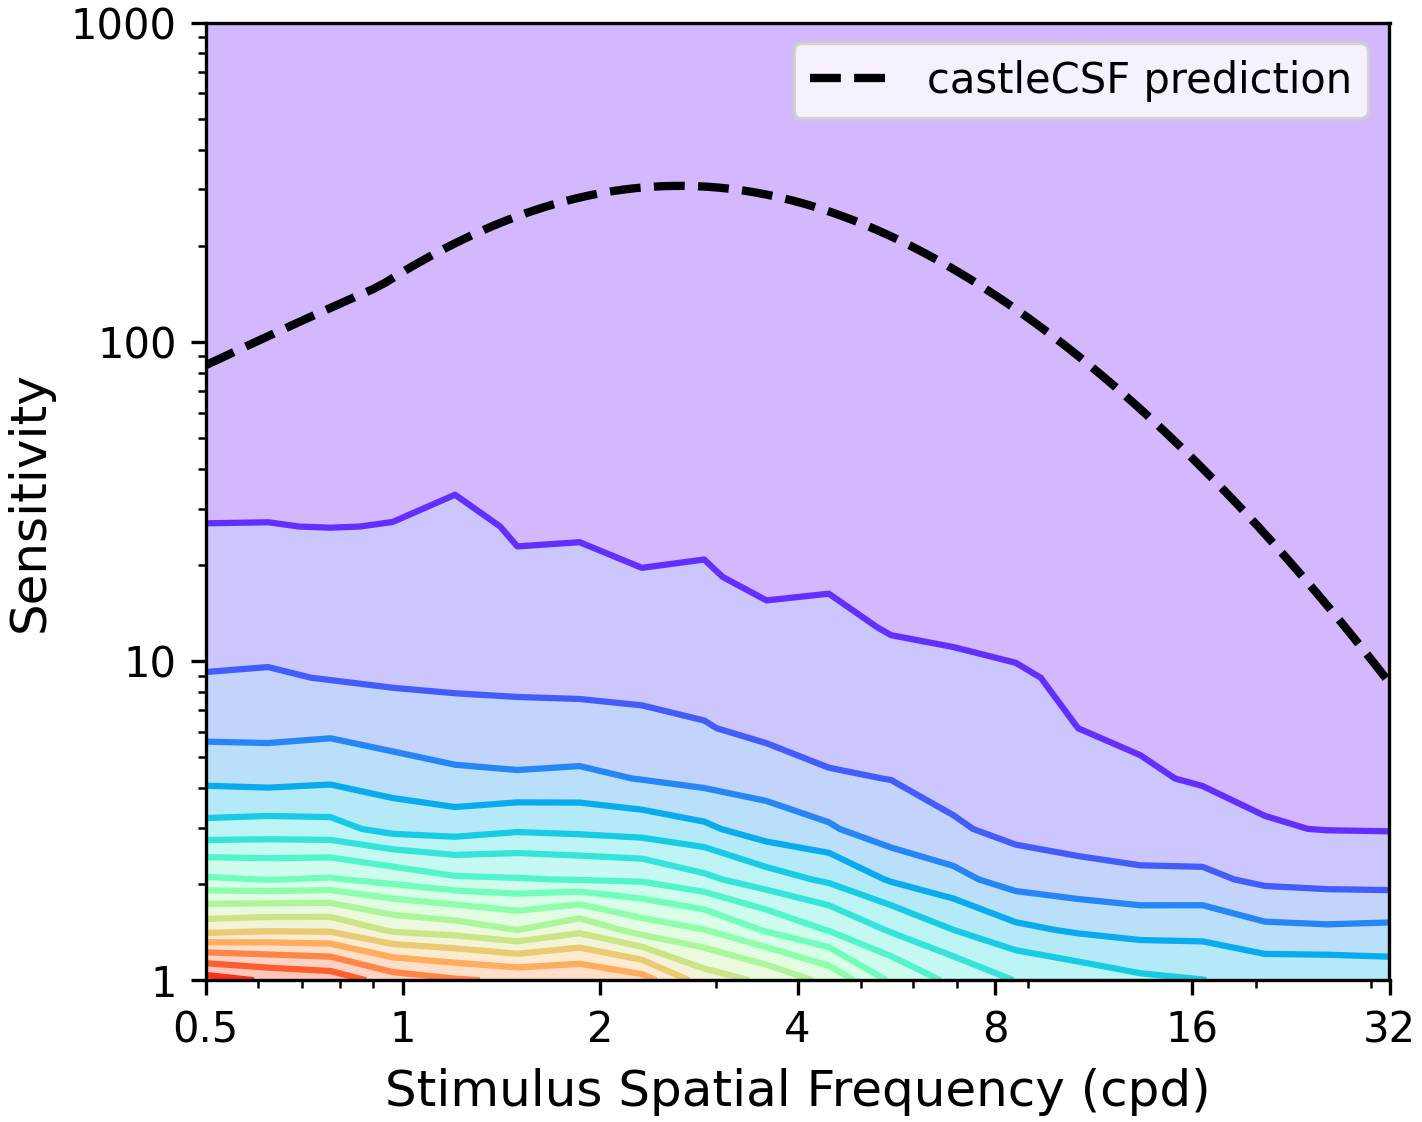 1000
castleCSF prediction
100
10
1
Sensitivity
0.5 1 2 4 8 16 32
Stimulus Spatial Frequency (cpd)